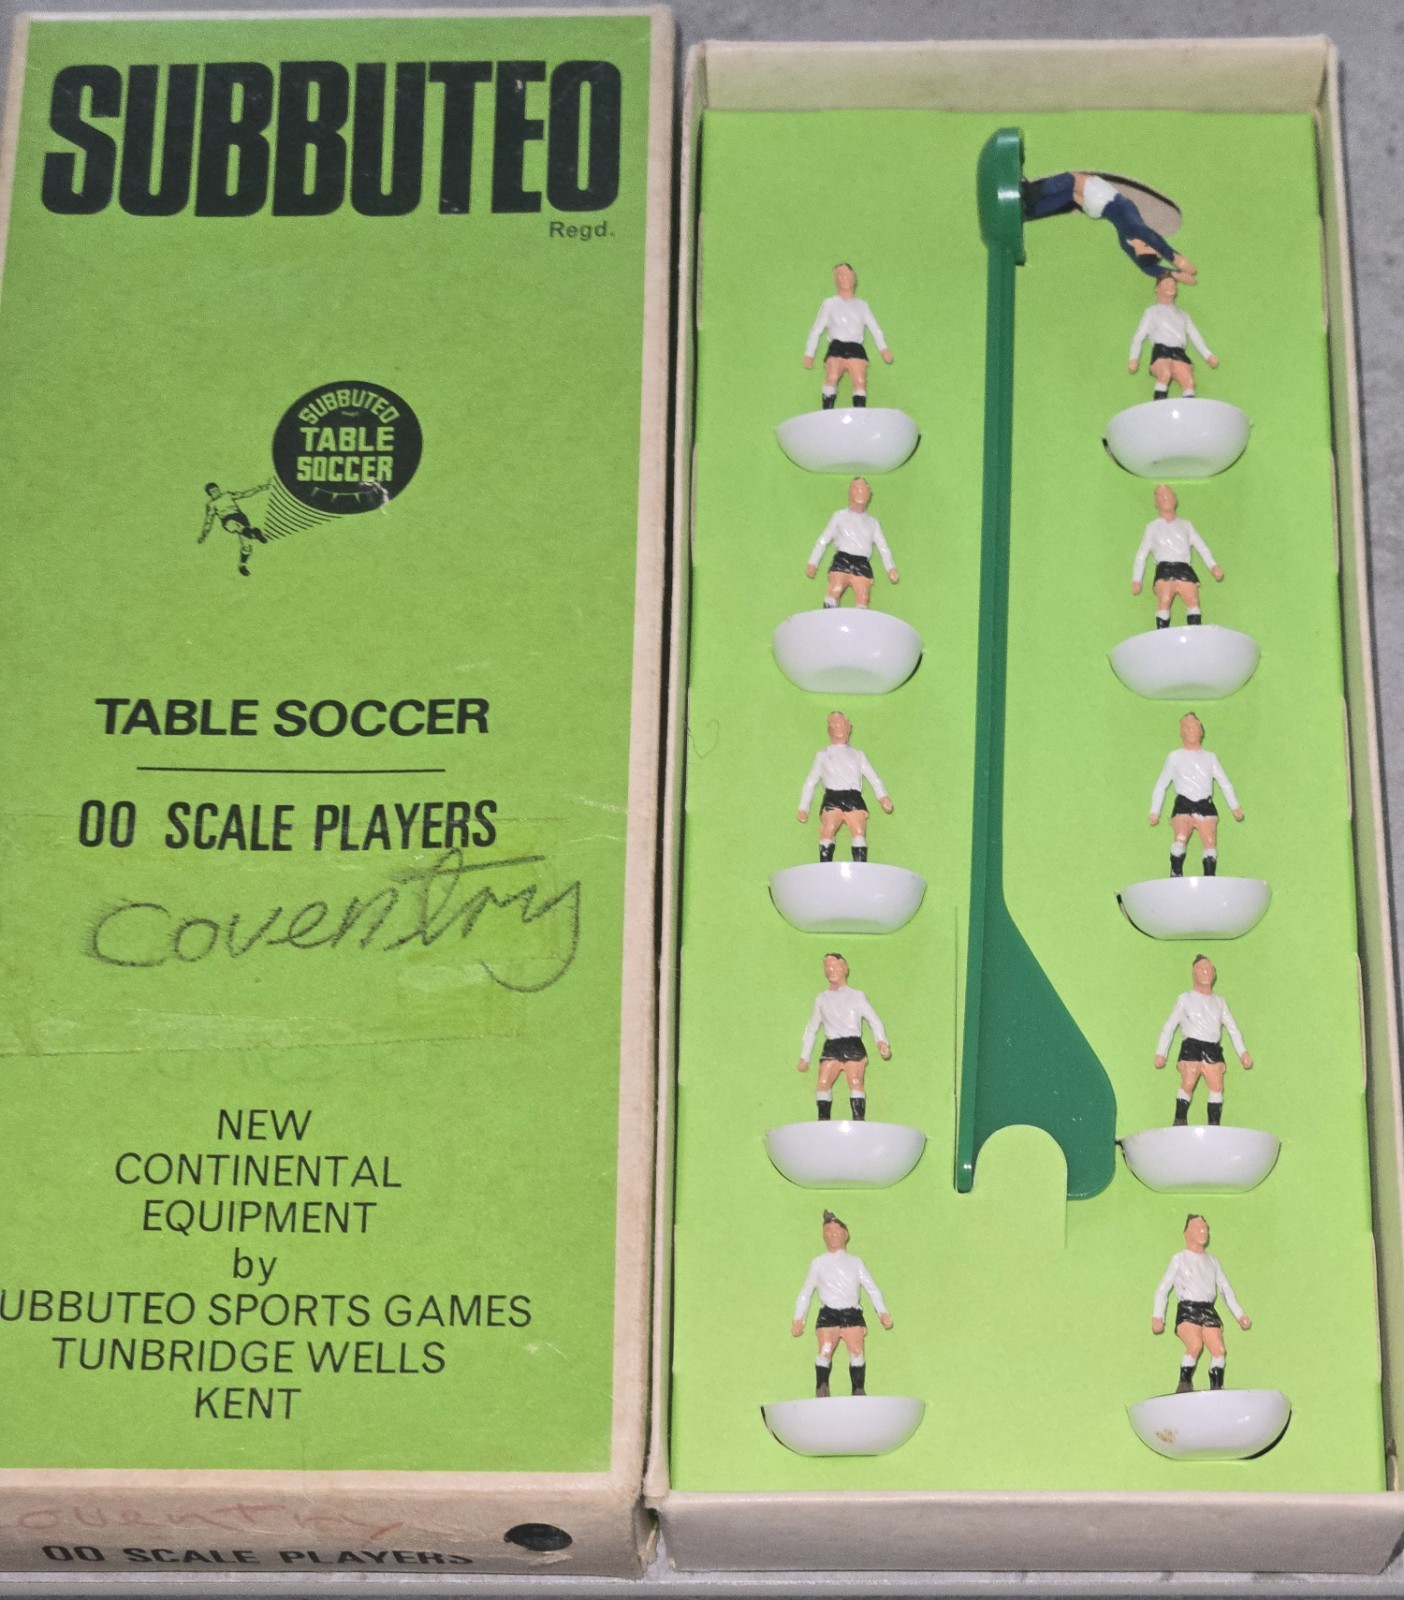 SUBBUTEO
Regd.
SUBBUTEO
TABLE
SOCCER
TABLE SOCCER
00 SCALE PLAYERS
coventry
NEW
CONTINENTAL
EQUIPMENT
by
UBBUTEO SPORTS GAMES
TUNBRIDGE WELLS
KENT
oventry
00 SCALE PLAYERS